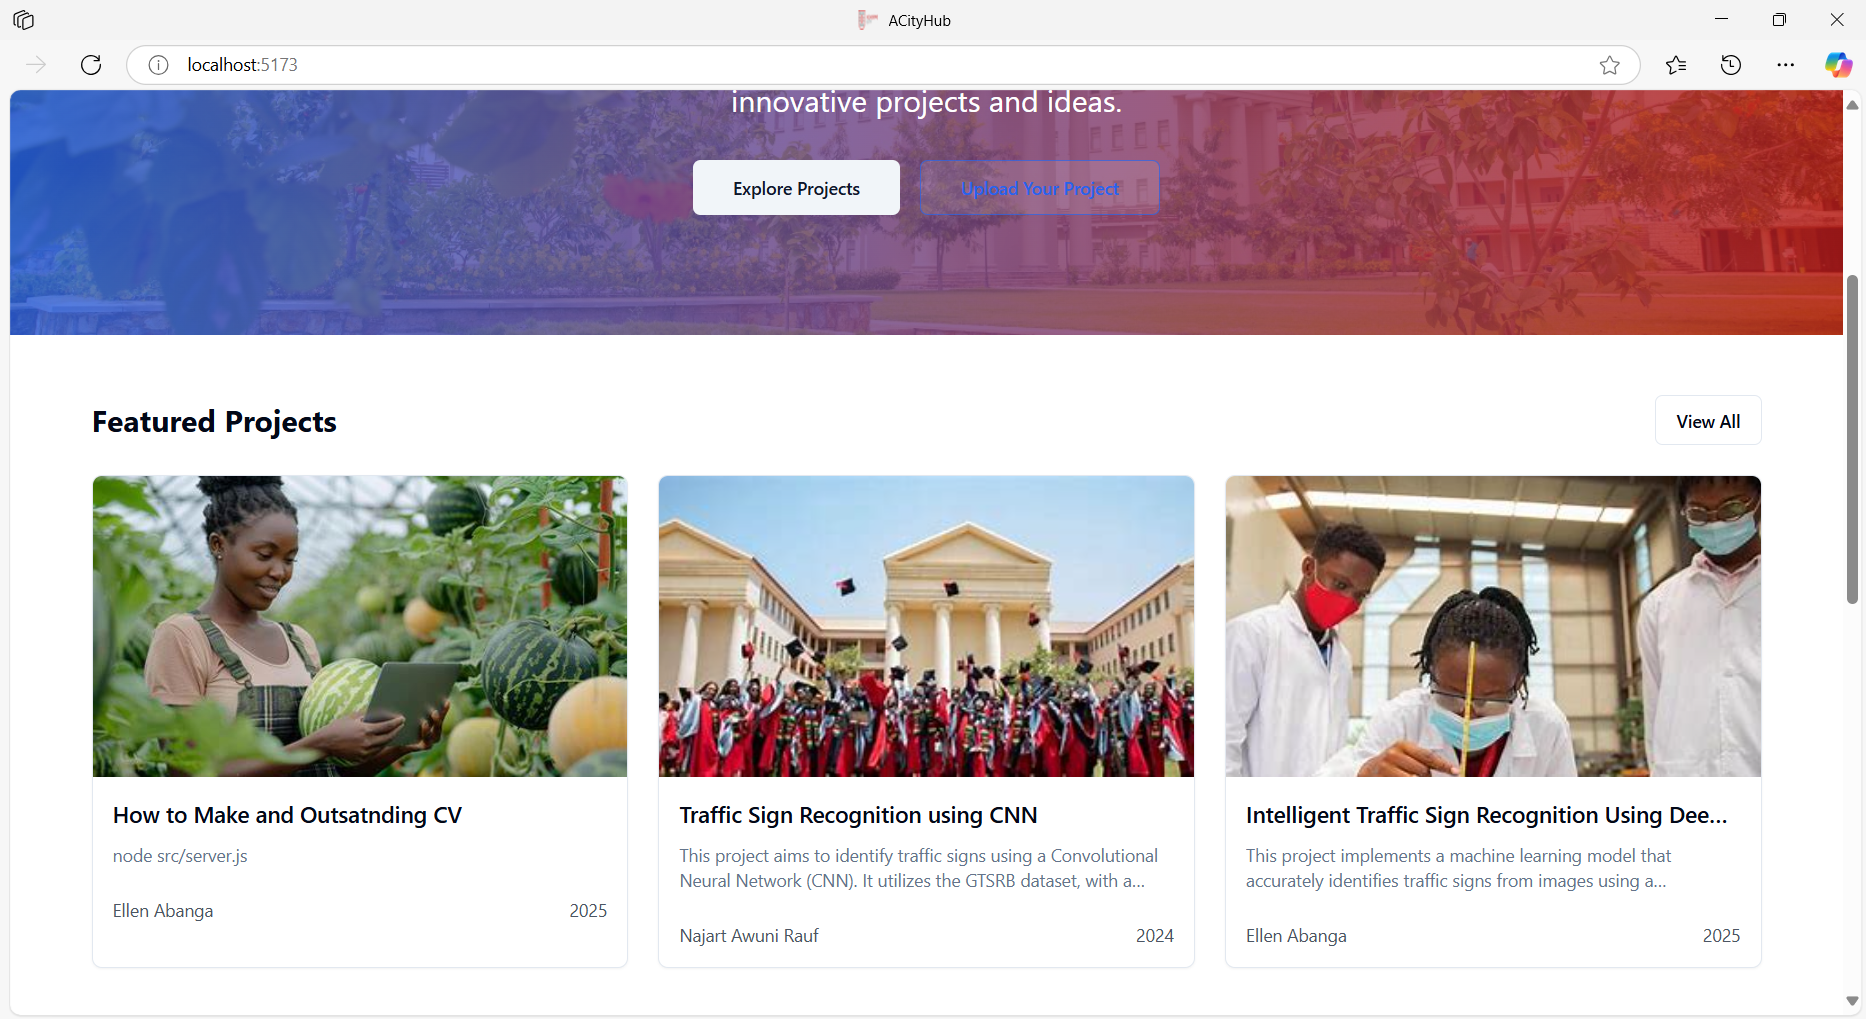 ACityHub
localhost:5173
innovative projects and ideas.
Explore Projects
Upload Your Project
Featured Projects
View All
How to Make and Outsatnding CV
node src/server.js
Ellen Abanga
2025
Traffic Sign Recognition using CNN
This project aims to identify traffic signs using a Convolutional
Neural Network (CNN). It utilizes the GTSRB dataset, with a...
Najart Awuni Rauf
2024
Intelligent Traffic Sign Recognition Using Dee...
This project implements a machine learning model that
accurately identifies traffic signs from images using a...
Ellen Abanga
2025